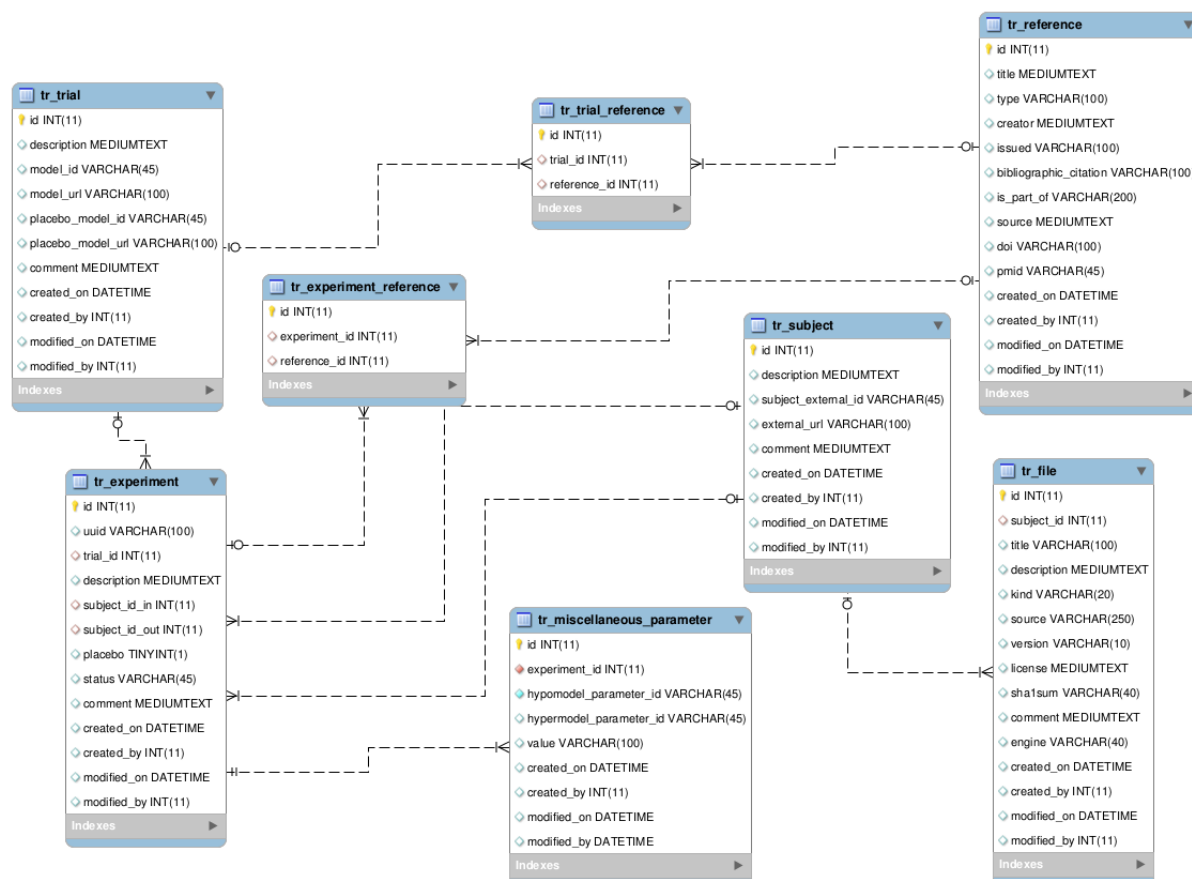 tr_trial
id INT(11)
description MEDIUMTEXT
model_id VARCHAR(45)
model_url VARCHAR(100)
placebo_model_id VARCHAR(45)
placebo_model_url VARCHAR(100)
comment MEDIUMTEXT
created_on DATETIME
created_by INT(11)
modified_on DATETIME
modified_by INT(11)
Indexes
tr_trial_reference
id INT(11)
trial_id INT(11)
reference_id INT(11)
Indexes
tr_reference
id INT(11)
title MEDIUMTEXT
type VARCHAR(100)
creator MEDIUMTEXT
issued VARCHAR(100)
bibliographic_citation VARCHAR(100
is_part_of VARCHAR(200)
source MEDIUMTEXT
doi VARCHAR(100)
pmid VARCHAR(45)
created_on DATETIME
created_by INT(11)
modified_on DATETIME
modified_by INT(11)
Indexes
tr_experiment_reference
id INT(11)
experiment_id INT(11)
reference_id INT(11)
Indexes
tr_subject
id INT(11)
description MEDIUMTEXT
subject_external_id VARCHAR(45)
external_url VARCHAR(100)
comment MEDIUMTEXT
created_on DATETIME
created_by INT(11)
modified_on DATETIME
modified_by INT(11)
Indexes
tr_experiment
id INT(11)
uuid VARCHAR(100)
trial_id INT(11)
description MEDIUMTEXT
subject_id_in INT(11)
subject_id_out INT(11)
placebo TINYINT(1)
status VARCHAR(45)
comment MEDIUMTEXT
created_on DATETIME
created_by INT(11)
modified_on DATETIME
modified_by INT(11)
Indexes
tr_miscellaneous_parameter
id INT(11)
experiment_id INT(11)
hypomodel_parameter_id VARCHAR(45)
hypermodel_parameter_id VARCHAR(45)
value VARCHAR(100)
created_on DATETIME
created_by INT(11)
modified_on DATETIME
modified_by DATETIME
Indexes
tr_file
id INT(11)
subject_id INT(11)
title VARCHAR(100)
description MEDIUMTEXT
kind VARCHAR(20)
source VARCHAR(250)
version VARCHAR(10)
license MEDIUMTEXT
sha1sum VARCHAR(40)
comment MEDIUMTEXT
engine VARCHAR(40)
created_on DATETIME
created_by INT(11)
modified_on DATETIME
modified_by INT(11)
Indexes